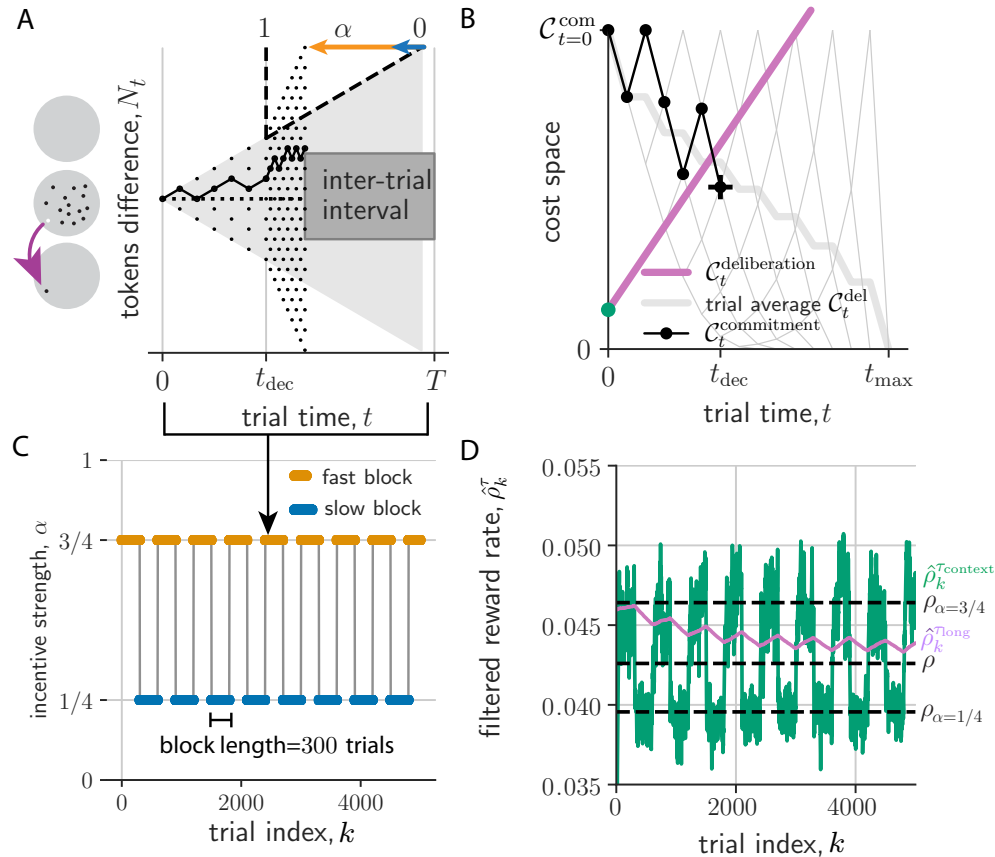 A
1
α
0
tokens difference, N_t
inter-trial
interval
0
t_dec
T
trial time, t
B
C^com_{t=0}
cost space
C_t^deliberation
trial average C_t^del
C_t^commitment
0
0
t_dec
t_max
trial time, t
C
1
fast block
slow block
3/4
incentive strength, α
1/4
block length=300 trials
0
0
2000
4000
trial index, k
D
0.055
0.050
0.045
0.040
0.035
filtered reward rate, ρ̂_k^τ
ρ̂_k^{τ_context}
ρ_{α=3/4}
ρ̂_k^{τ_long}
ρ
ρ_{α=1/4}
0
2000
4000
trial index, k